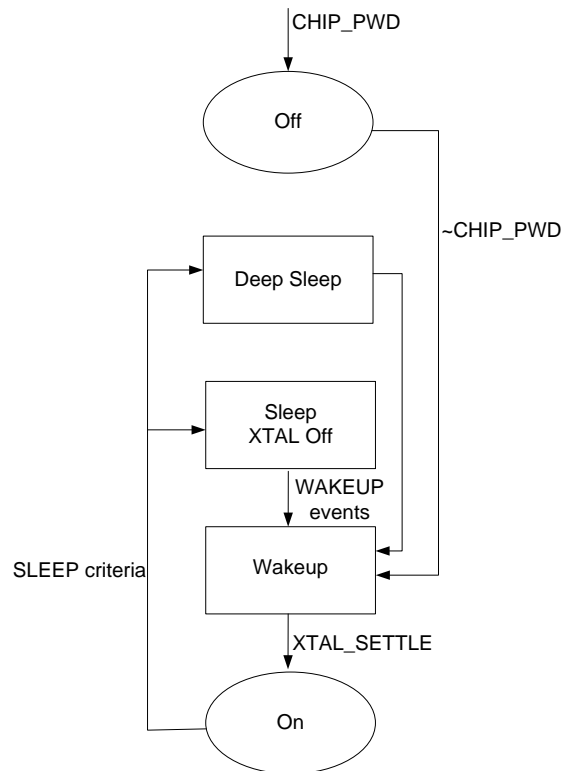 CHIP_PWD
Off
~CHIP_PWD
Deep Sleep
Sleep
XTAL Off
WAKEUP
events
SLEEP criteria
Wakeup
XTAL_SETTLE
On